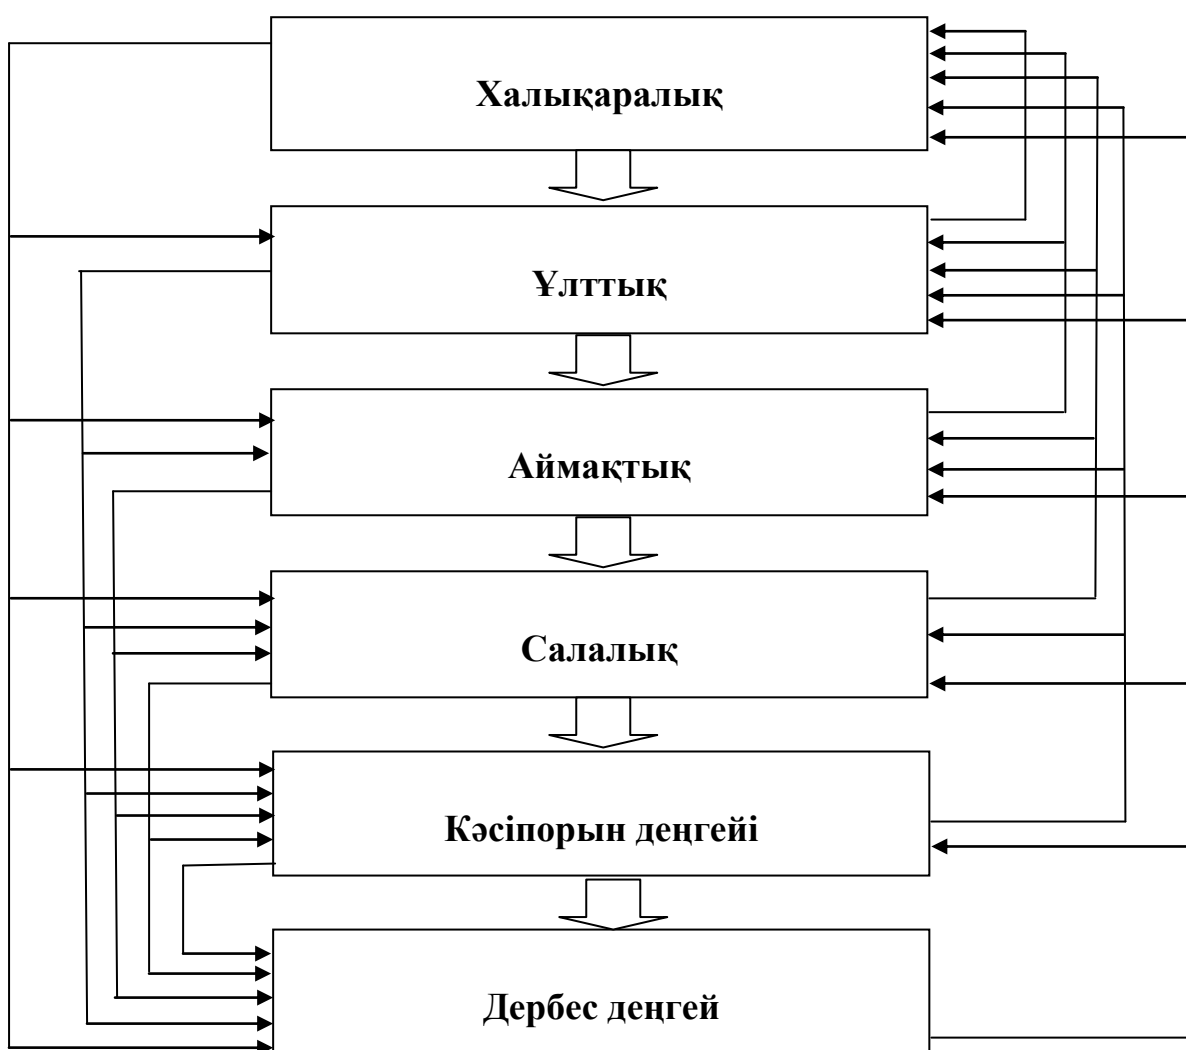 Халықаралық
Ұлттық
Аймақтық
Салалық
Кәсіпорын деңгейі
Дербес деңгей